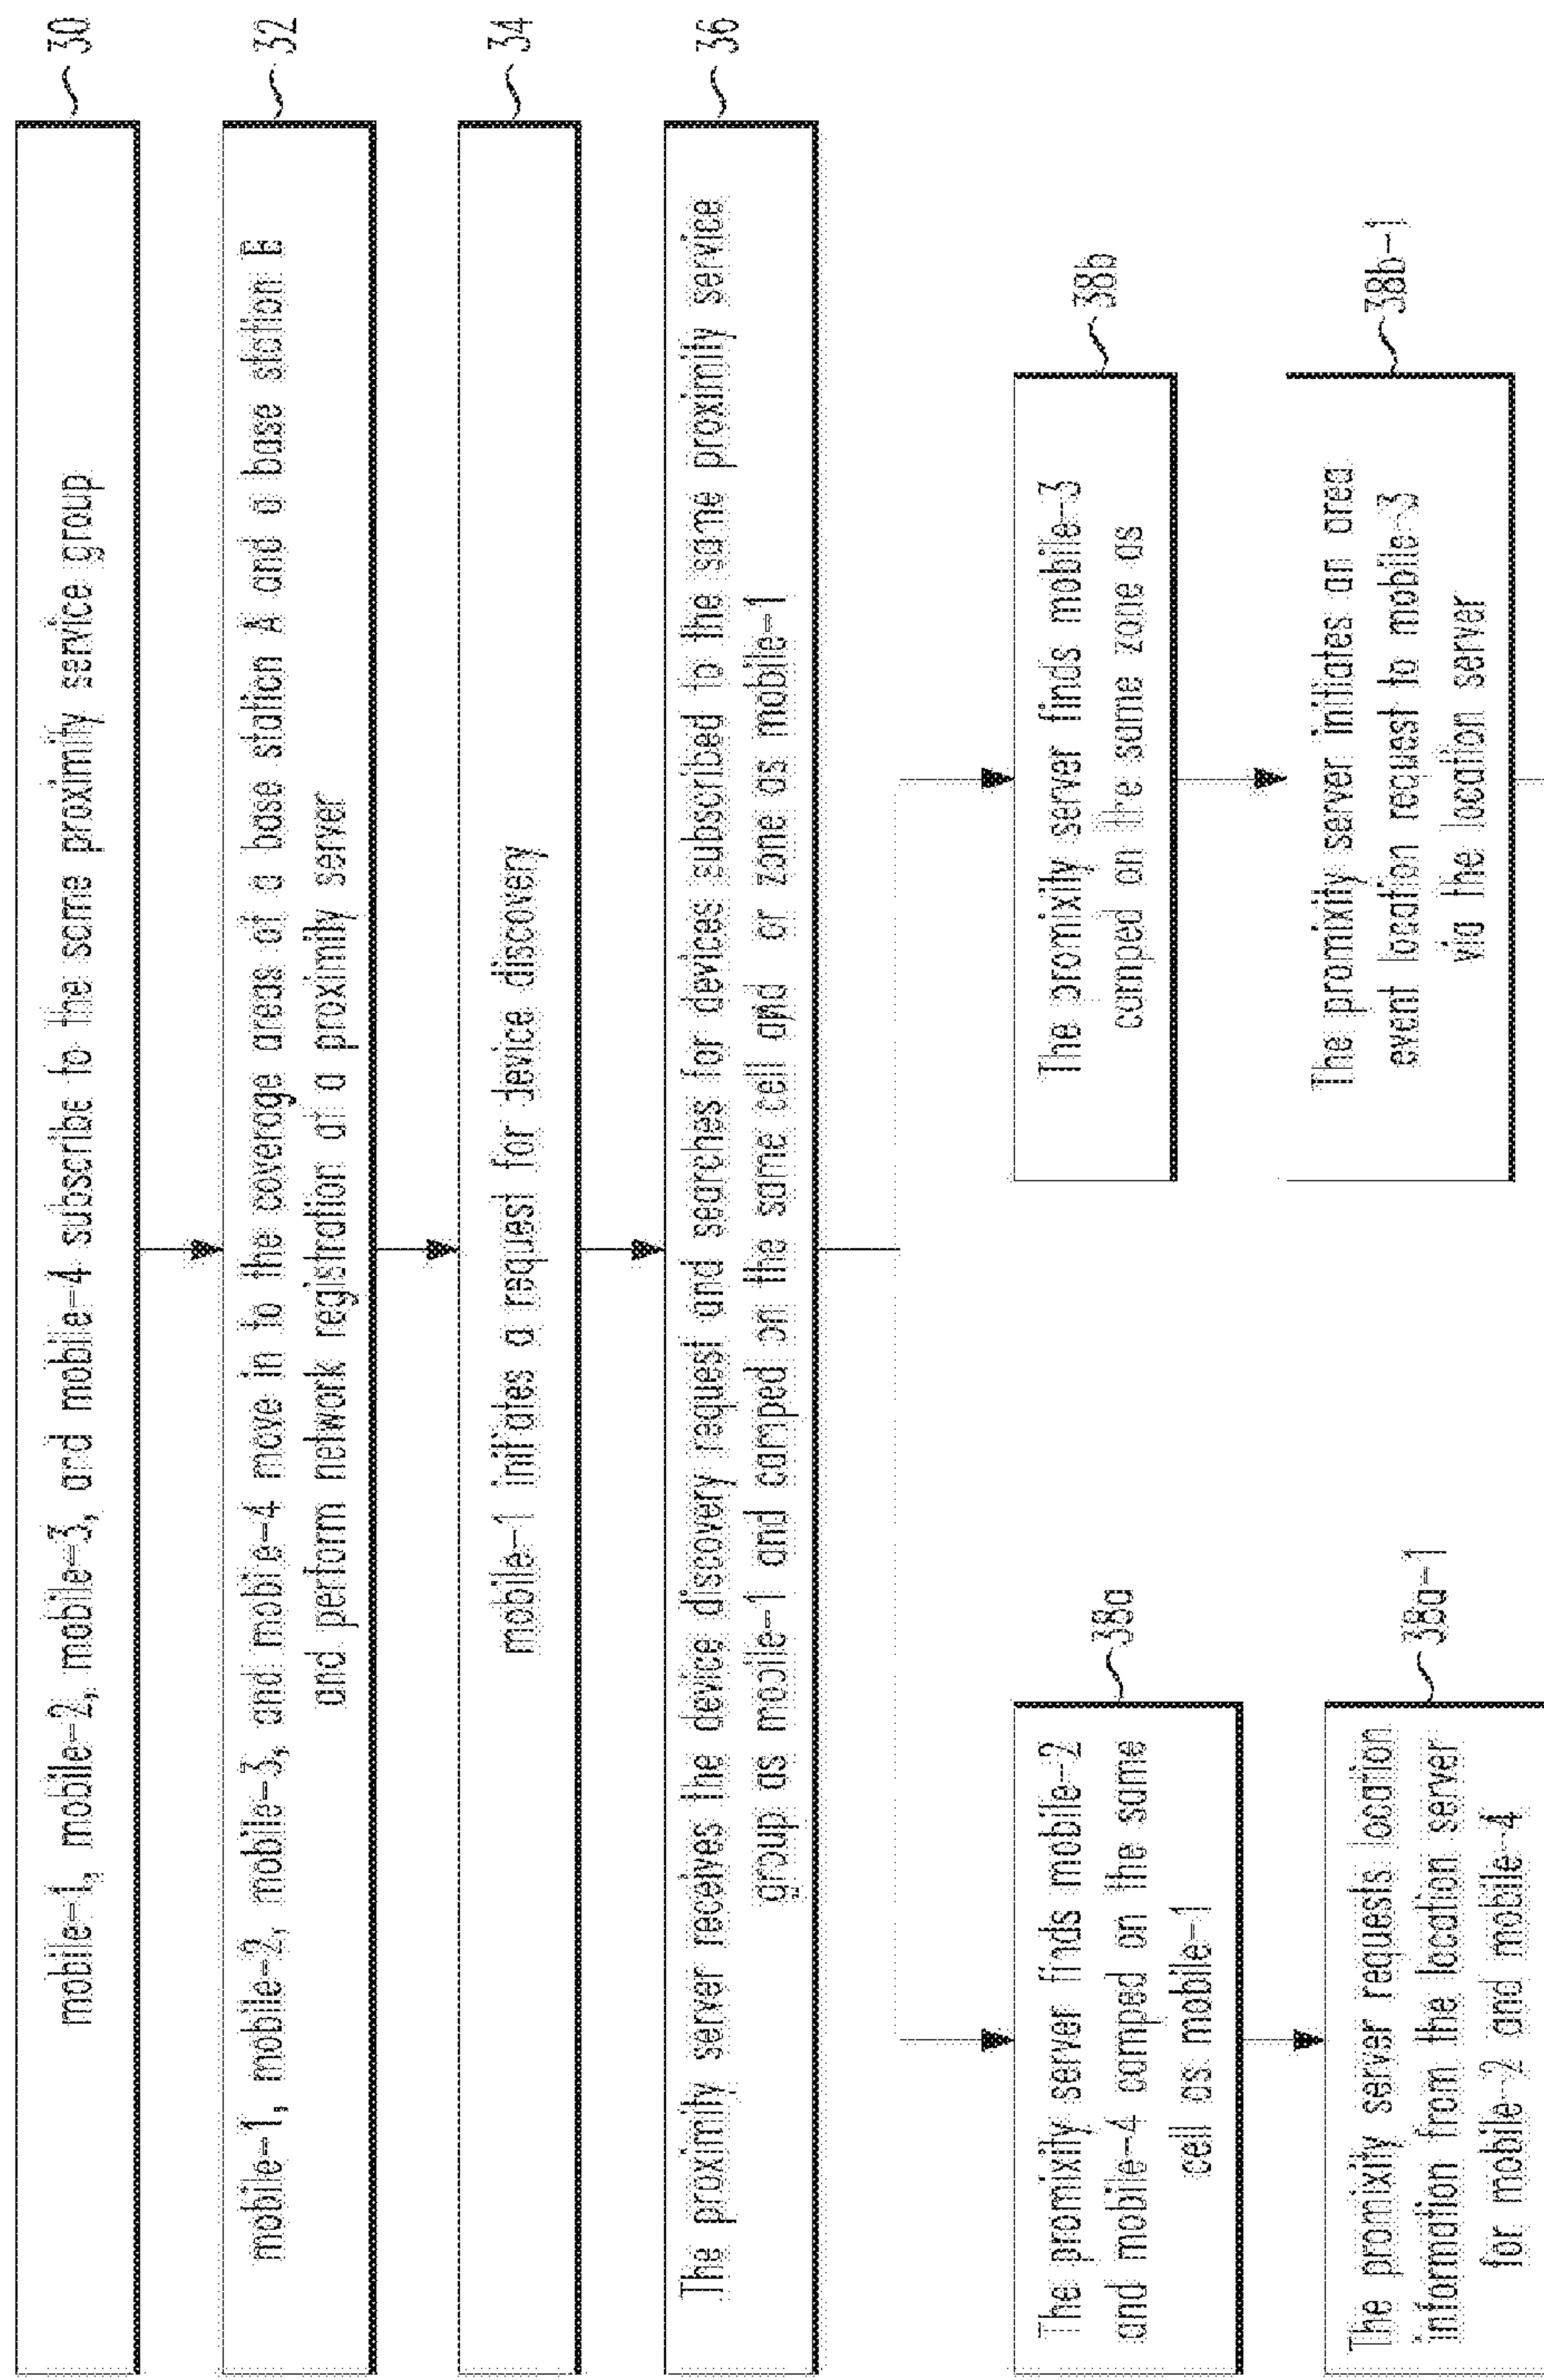 mobile-1, mobile-2, mobile-3, and mobile-4 subscribe to the same proximity service group
30
mobile-1, mobile-2, mobile-3, and mobile-4 move in to the coverage areas of a base station A and a base station B
and perform network registration at a proximity server
32
mobile-1 initiates a request for device discovery
34
The proximity server receives the device discovery request and searches for devices subscribed to the same proximity service
group as mobile-1 and camped on the same cell and or zone as mobile-1
36
The promixity server finds mobile-2
and mobile-4 camped on the same
cell as mobile-1
38a
The promixity server requests location
information from the location server
for mobile-2 and mobile-4
38a-1
The promixity server finds mobile-3
camped on the same zone as
38b
The promixity server initiates an area
event location request to mobile-3
via the location server
38b-1